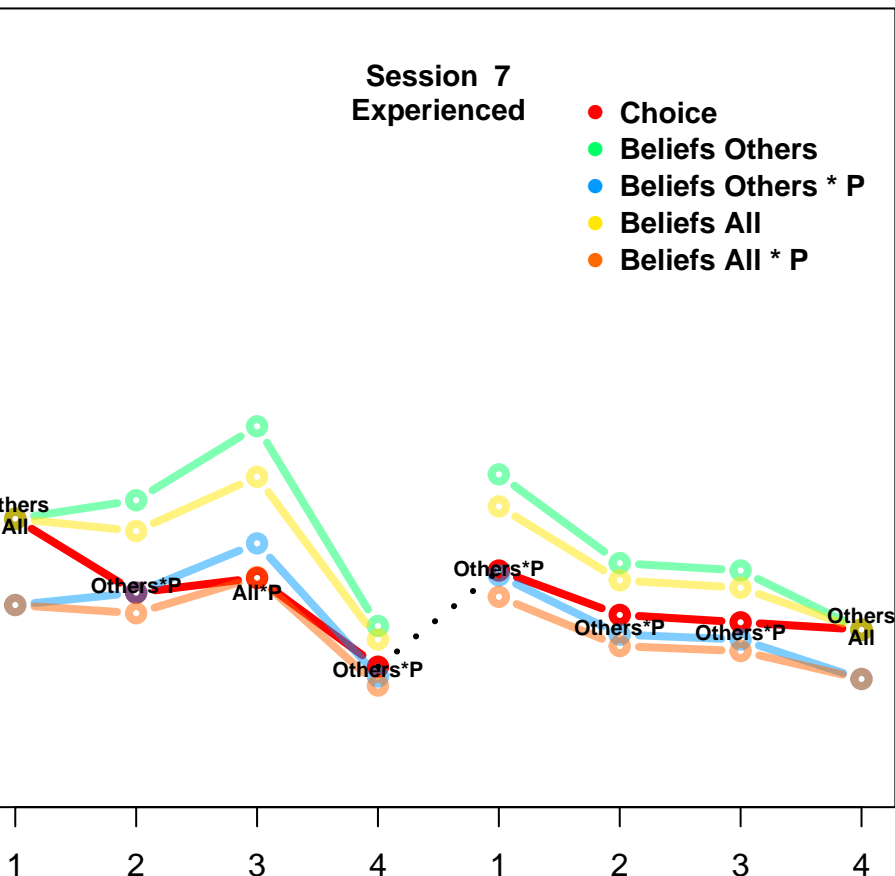 Session 7
Experienced
Choice
Beliefs Others
Beliefs Others * P
Beliefs All
Beliefs All * P
thers
All
Others*P
All*P
Others*P
Others*P
Others*P
Others*P
Others
All
1 2 3 4 1 2 3 4